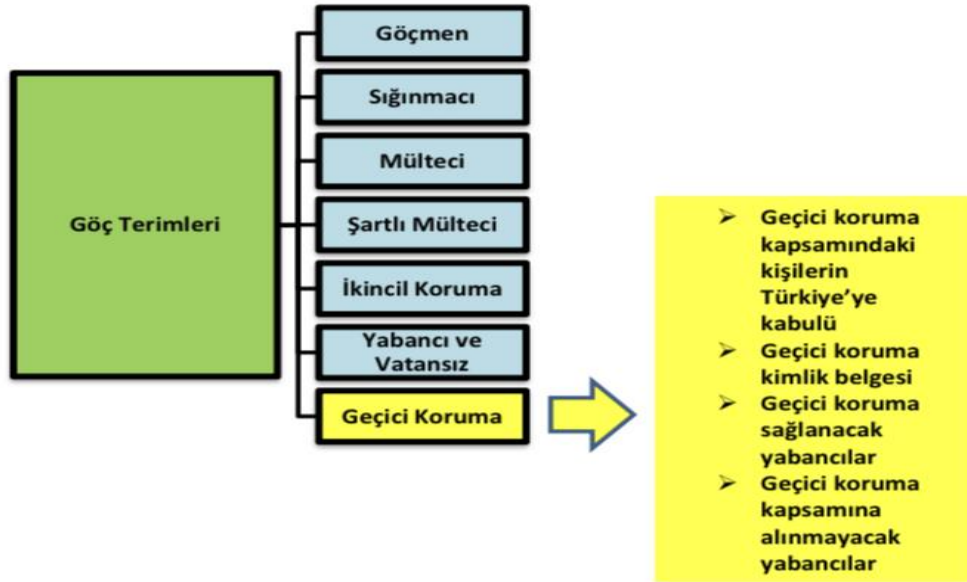 Göç Terimleri
Göçmen
Sığınmacı
Mülteci
Şartlı Mülteci
İkincil Koruma
Yabancı ve
Vatansız
Geçici Koruma
➢ Geçici koruma
kapsamındaki
kişilerin
Türkiye’ye
kabulü
➢ Geçici koruma
kimlik belgesi
➢ Geçici koruma
sağlanacak
yabancılar
➢ Geçici koruma
kapsamına
alınmayacak
yabancılar